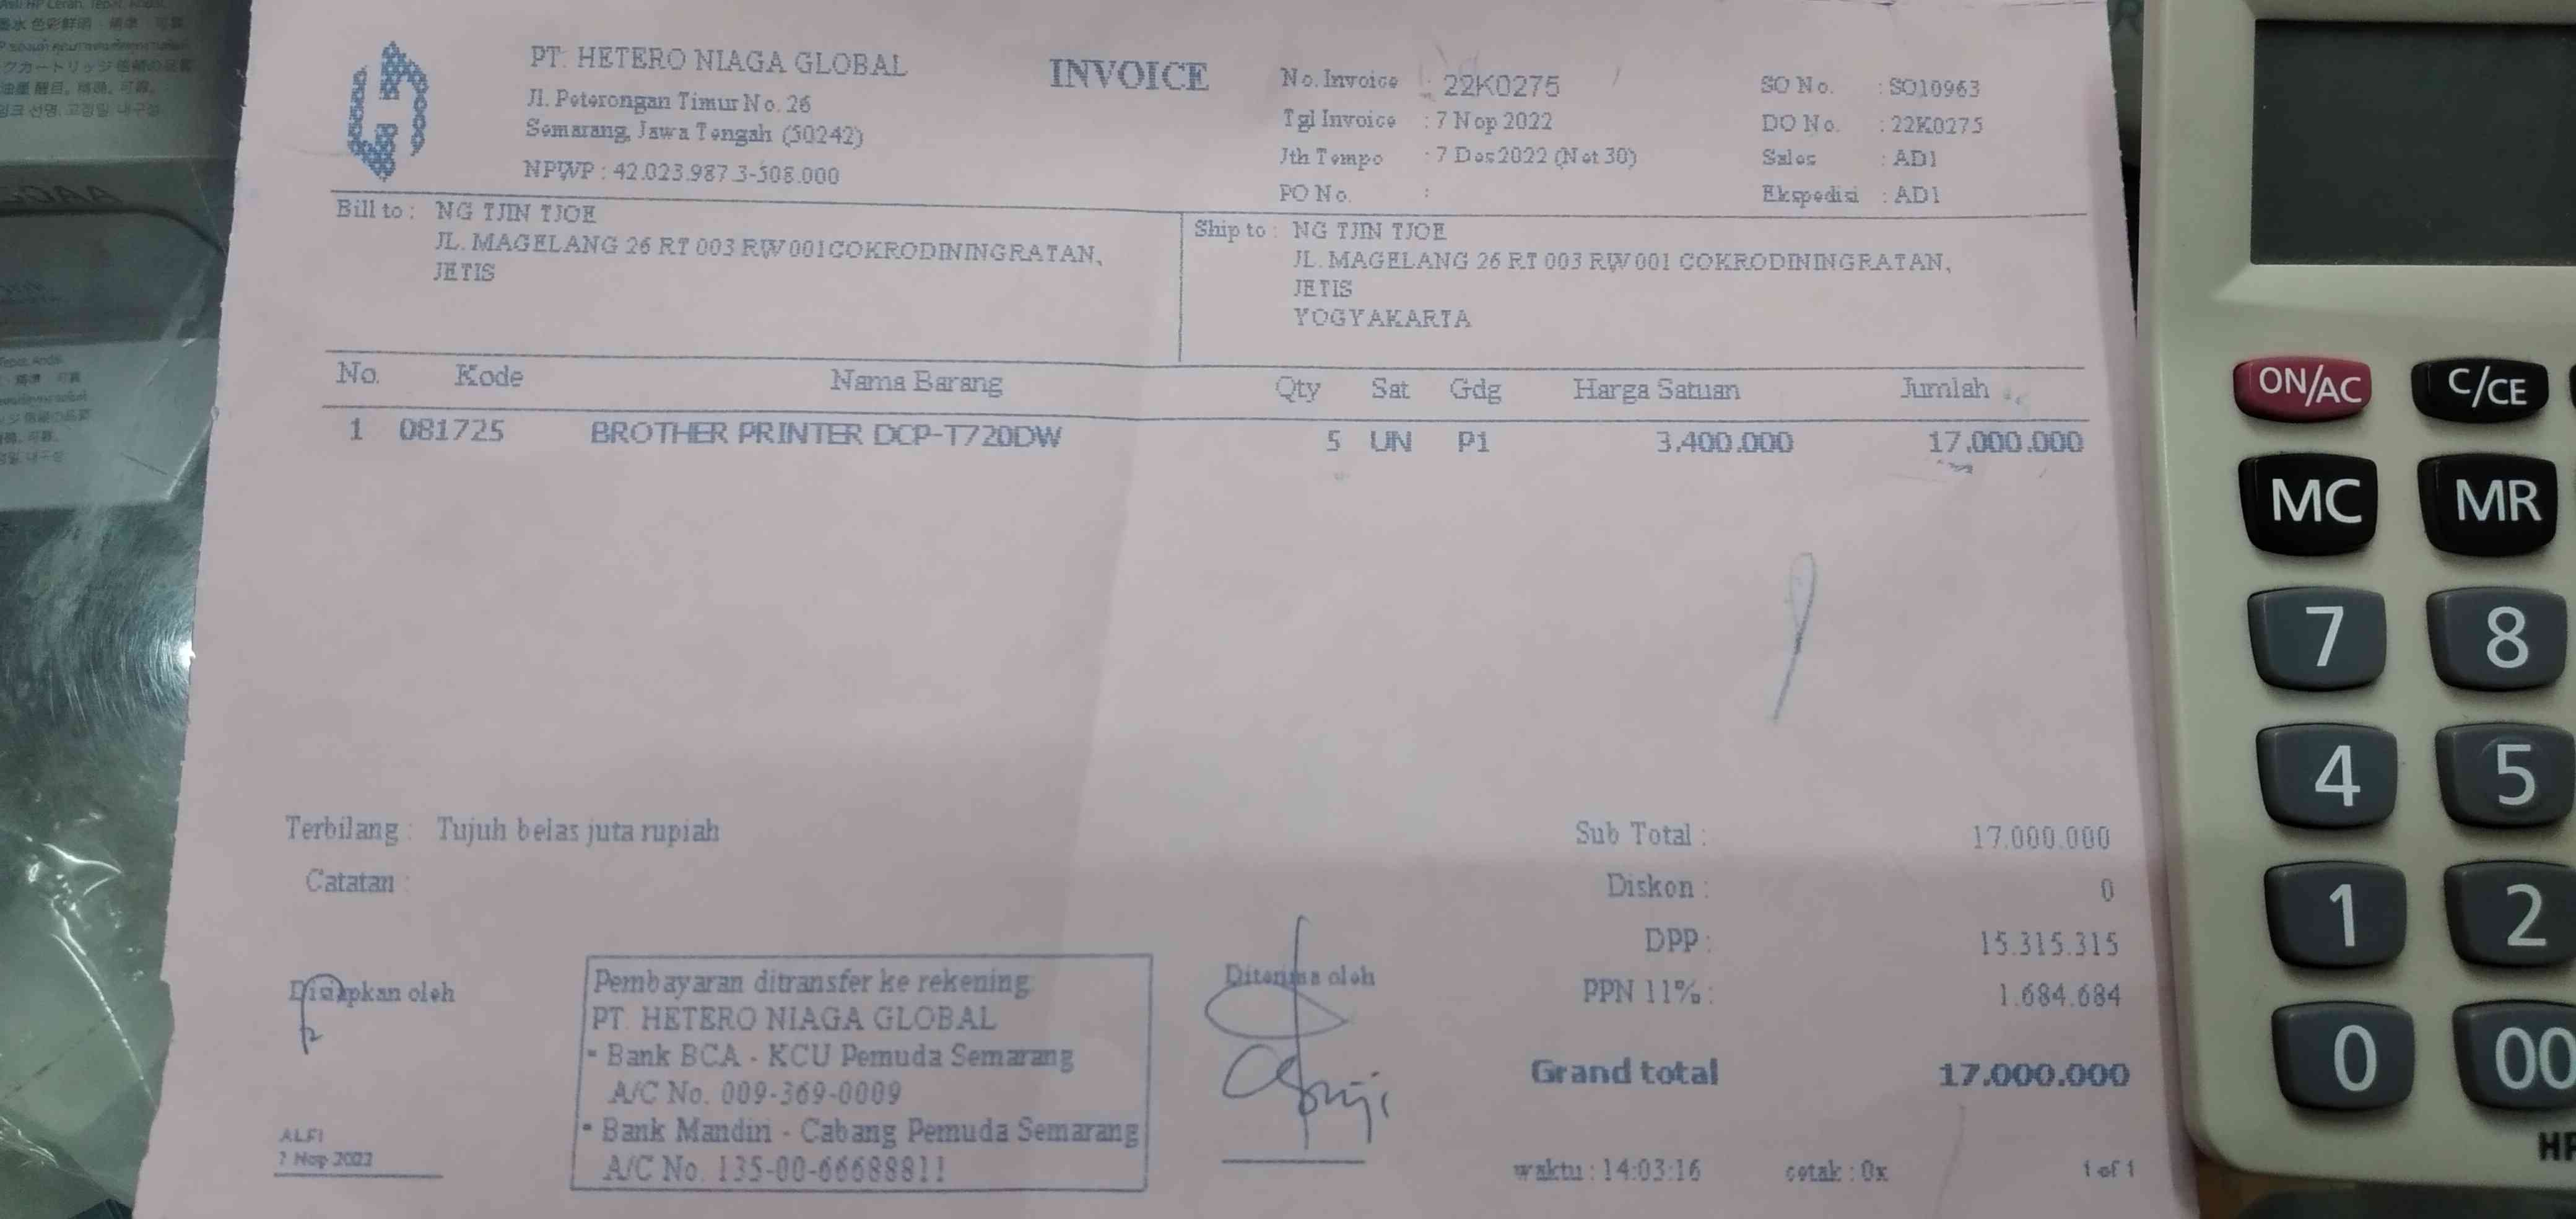 PT. HETERO NIAGA GLOBAL
Jl. Peterongan Timur No. 26
Semarang, Jawa Tengah (50242)
NPWP : 42.023.987.3-508.000
INVOICE
No. Invoice : 22K0275
Tgl Invoice : 7 Nop 2022
Jth Tempo : 7 Des 2022 (Net 30)
PO No. :
SO No. : SO10963
DO No. : 22K0275
Sales : AD1
Ekspedisi : AD1
Bill to : NG TJIN TJOE
JL. MAGELANG 26 RT 003 RW 001COKRODININGRATAN,
JETIS
Ship to : NG TJIN TJOE
JL. MAGELANG 26 RT 003 RW 001 COKRODININGRATAN,
JETIS
YOGYAKARTA
No. Kode Nama Barang Qty Sat Gdg Harga Satuan Jumlah
1 081725 BROTHER PRINTER DCP-T720DW 5 UN P1 3.400.000 17.000.000
Terbilang : Tujuh belas juta rupiah
Catatan :
Sub Total : 17.000.000
Diskon : 0
DPP : 15.315.315
PPN 11% : 1.684.684
Grand total 17.000.000
Disiapkan oleh
ALFI
7 Nop 2022
Pembayaran ditransfer ke rekening:
PT. HETERO NIAGA GLOBAL
- Bank BCA - KCU Pemuda Semarang
A/C No. 009-369-0009
- Bank Mandiri - Cabang Pemuda Semarang
A/C No. 135-00-66688811
Diterima oleh
waktu : 14:03:16 cetak : 0x 1 of 1
ON/AC C/CE
MC MR
7 8
4 5
1 2
0 00